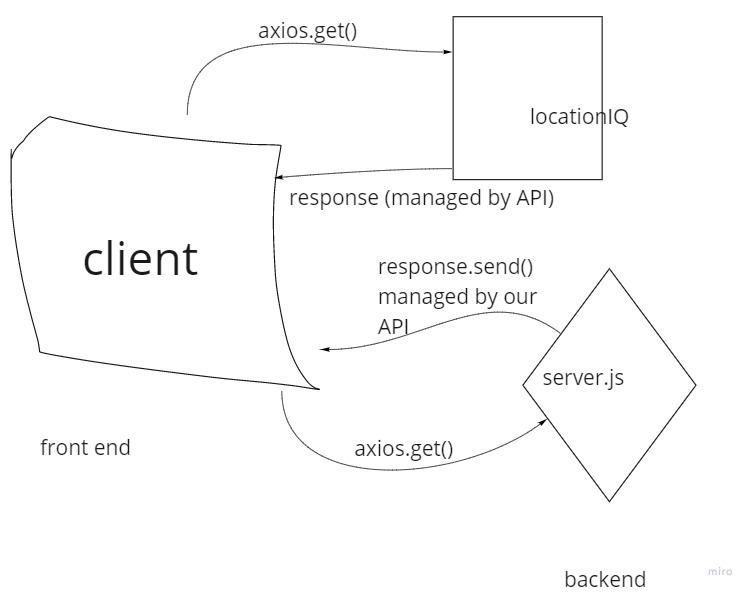 axios.get()
locationIQ
response (managed by API)
client
response.send()
managed by our
API
server.js
front end
axios.get()
backend
miro